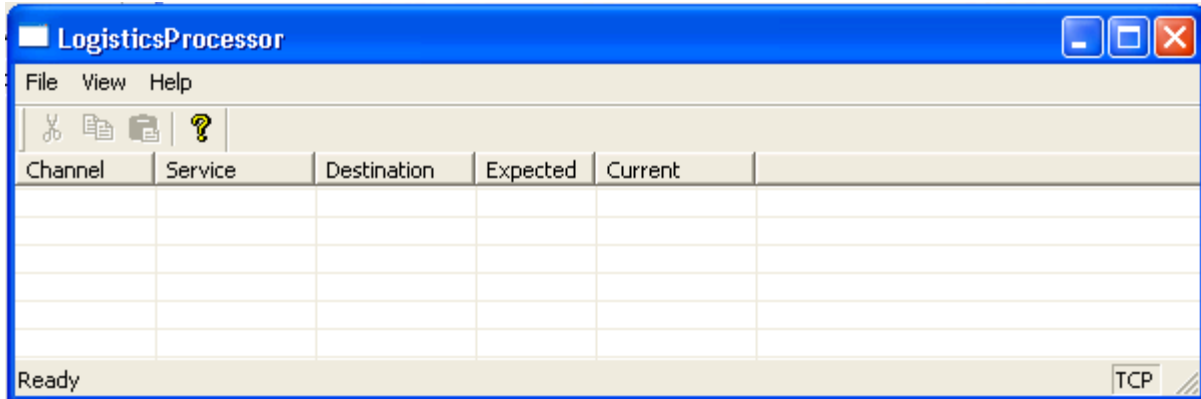 LogisticsProcessor
File View Help
Channel Service Destination Expected Current
Ready TCP